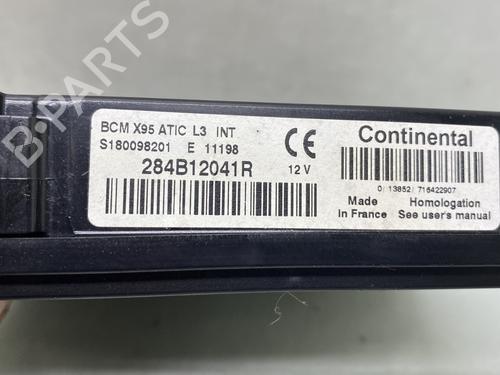 BCM X95 ATIC L3 INT
S180098201 E 11198
284B12041R
12 V
CE
Continental
0 / 13852 / 716422907
Made
in France
Homologation
See user's manual
B-PARTS